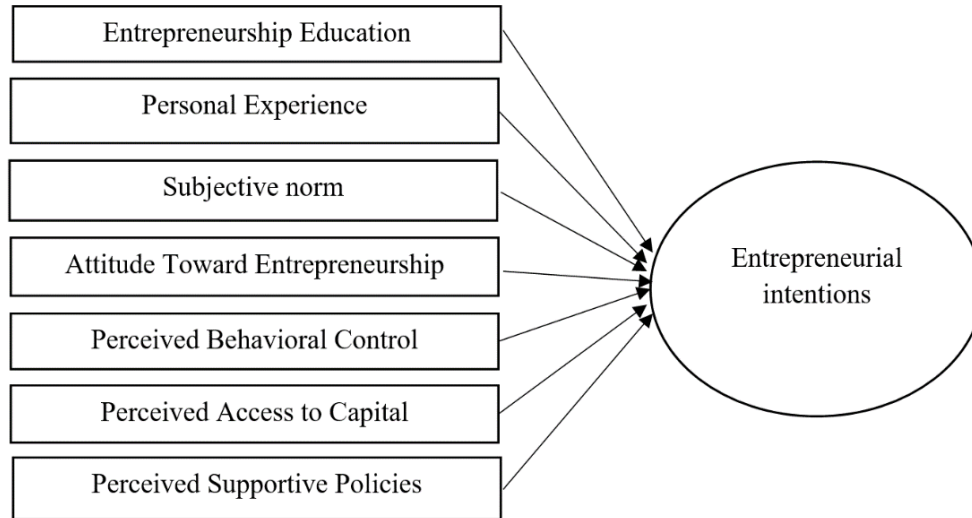 Entrepreneurship Education
Personal Experience
Subjective norm
Attitude Toward Entrepreneurship
Perceived Behavioral Control
Perceived Access to Capital
Perceived Supportive Policies
Entrepreneurial
intentions